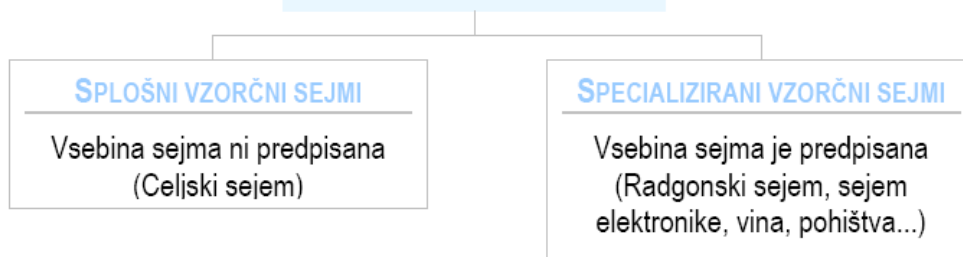 SPLOŠNI VZORČNI SEJMI
Vsebina sejma ni predpisana
(Celjski sejem)
SPECIALIZIRANI VZORČNI SEJMI
Vsebina sejma je predpisana
(Radgonski sejem, sejem
elektronike, vina, pohištva...)